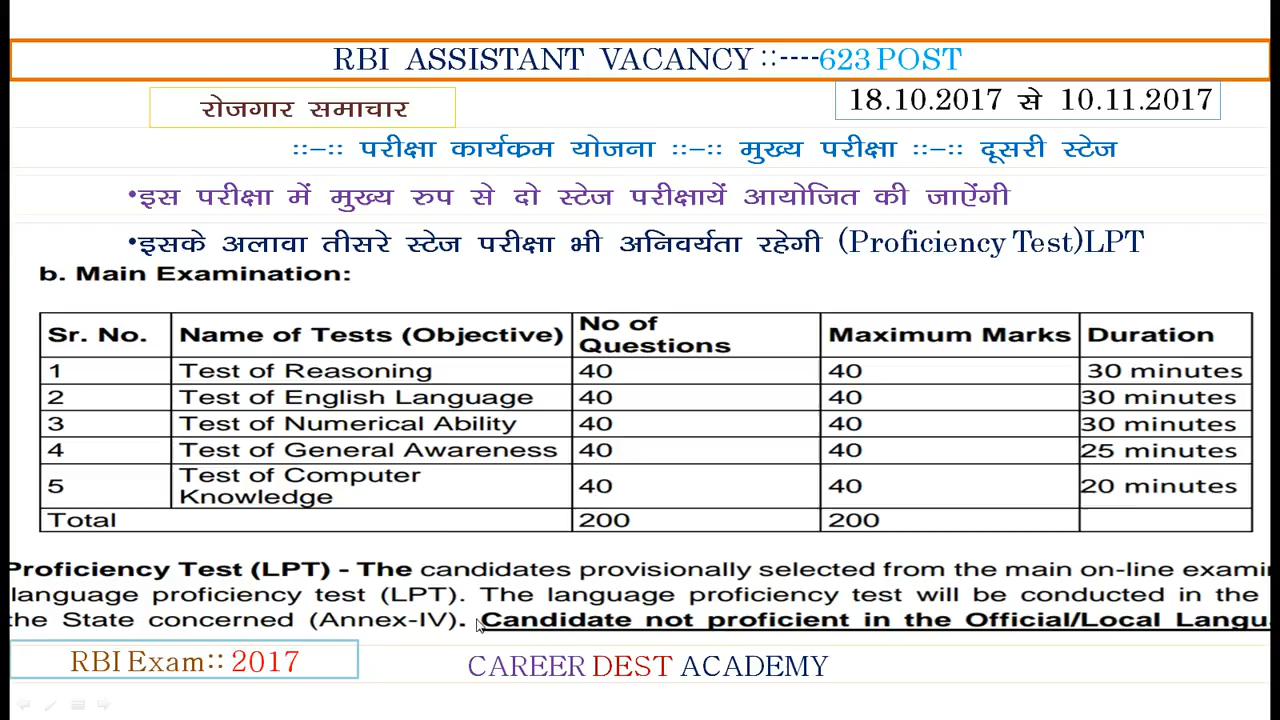 RBI ASSISTANT VACANCY ::----623 POST
रोजगार समाचार
18.10.2017 से 10.11.2017
::-:: परीक्षा कार्यकम योजना ::-:: मुख्य परीक्षा ::-:: दूसरी स्टेज
•इस परीक्षा में मुख्य रुप से दो स्टेज परीक्षायें आयोजित की जाऐंगी
•इसके अलावा तीसरे स्टेज परीक्षा भी अनिवर्यता रहेगी (Proficiency Test)LPT
b. Main Examination:
Sr. No. Name of Tests (Objective) No of Questions Maximum Marks Duration
1 Test of Reasoning 40 40 30 minutes
2 Test of English Language 40 40 30 minutes
3 Test of Numerical Ability 40 40 30 minutes
4 Test of General Awareness 40 40 25 minutes
5 Test of Computer Knowledge 40 40 20 minutes
Total 200 200
Proficiency Test (LPT) - The candidates provisionally selected from the main on-line examin
language proficiency test (LPT). The language proficiency test will be conducted in the
the State concerned (Annex-IV). Candidate not proficient in the Official/Local Langua
RBI Exam:: 2017
CAREER DEST ACADEMY